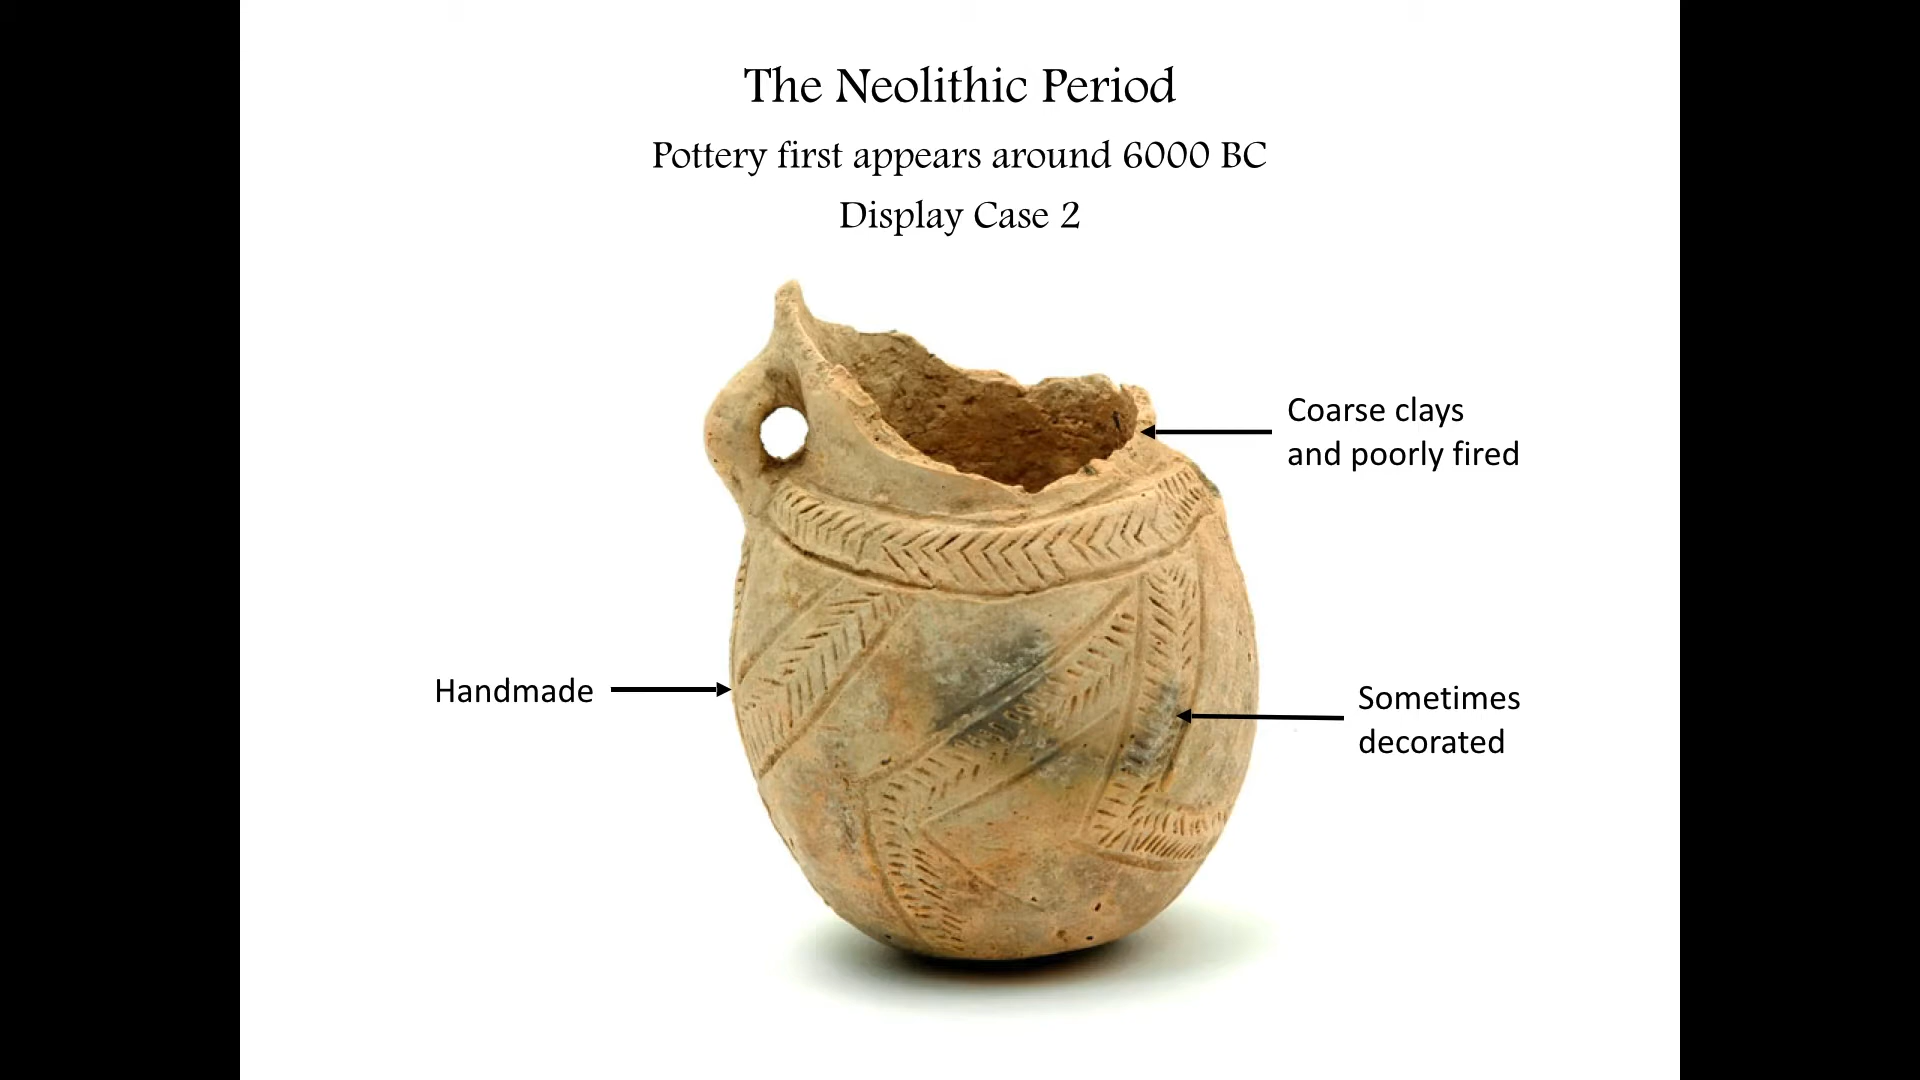 The Neolithic Period
Pottery first appears around 6000 BC
Display Case 2
Coarse clays
and poorly fired
Handmade
Sometimes
decorated